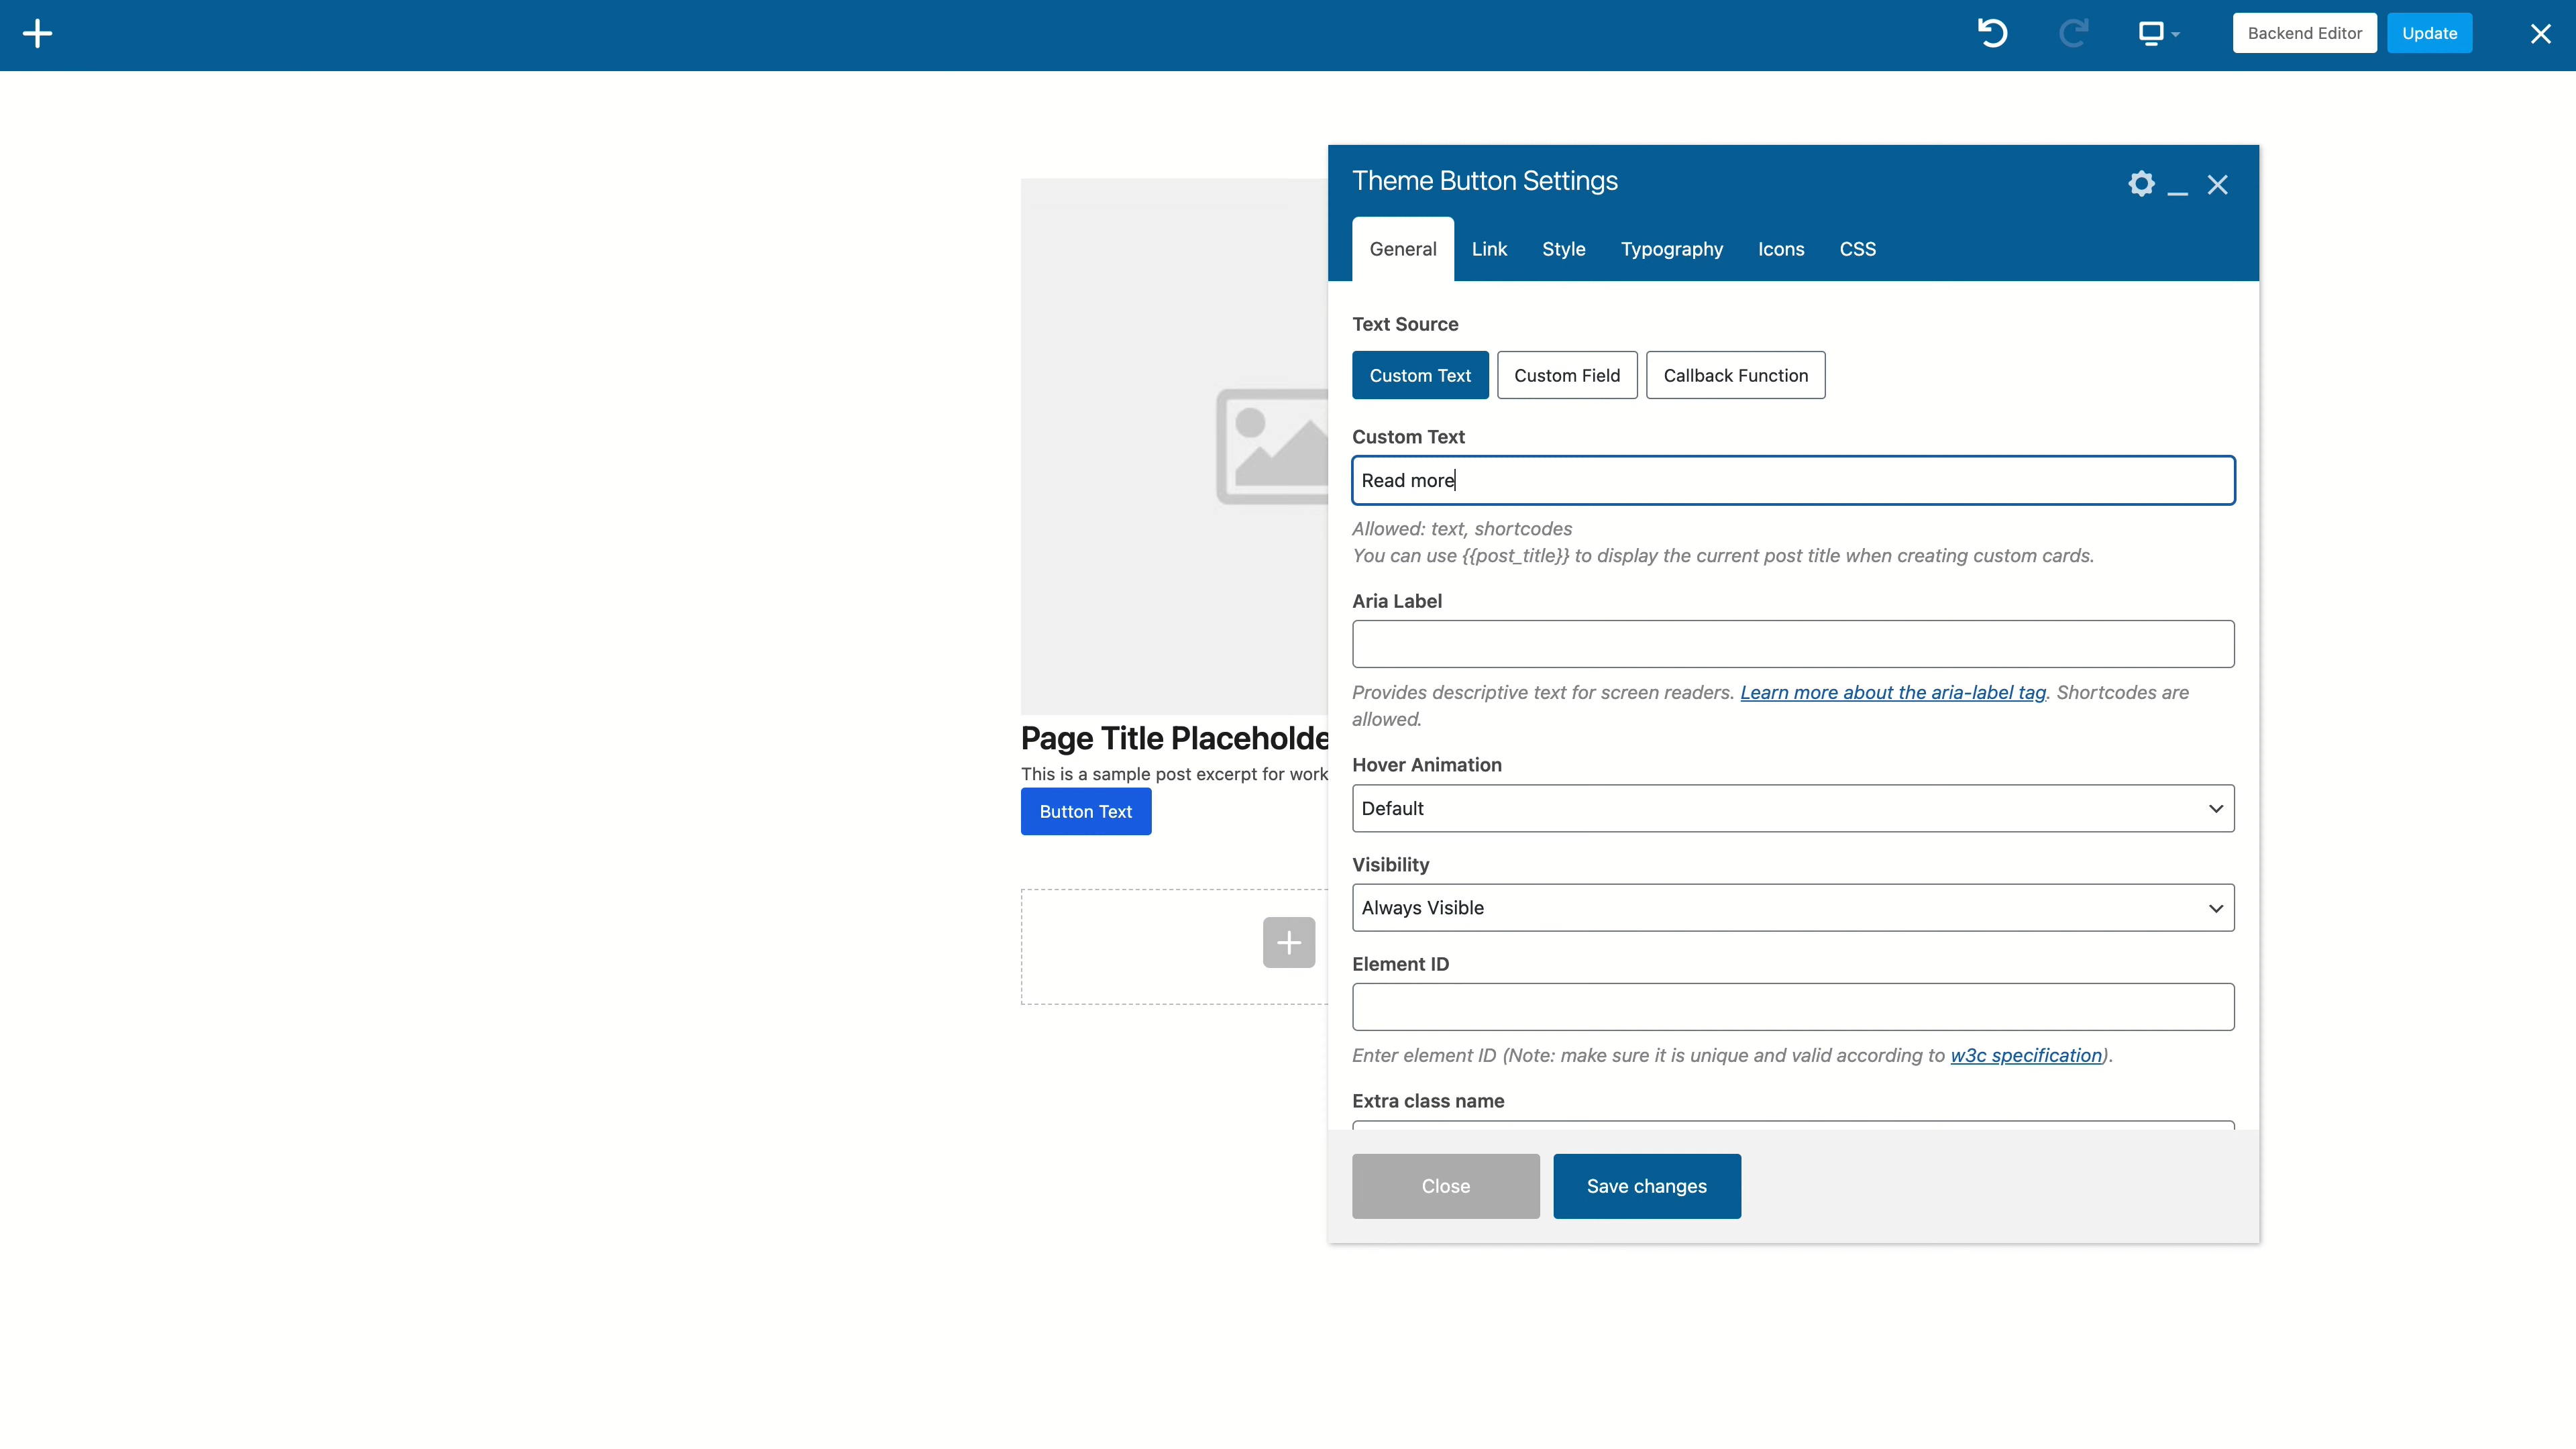 Backend Editor
Update
Theme Button Settings
General
Link
Style
Typography
Icons
CSS
Text Source
Custom Text
Custom Field
Callback Function
Custom Text
Read more
Allowed: text, shortcodes
You can use {{post_title}} to display the current post title when creating custom cards.
Aria Label
Provides descriptive text for screen readers. Learn more about the aria-label tag. Shortcodes are
allowed.
Hover Animation
Default
Visibility
Always Visible
Element ID
Enter element ID (Note: make sure it is unique and valid according to w3c specification).
Extra class name
Close
Save changes
Page Title Placeholde
This is a sample post excerpt for work
Button Text